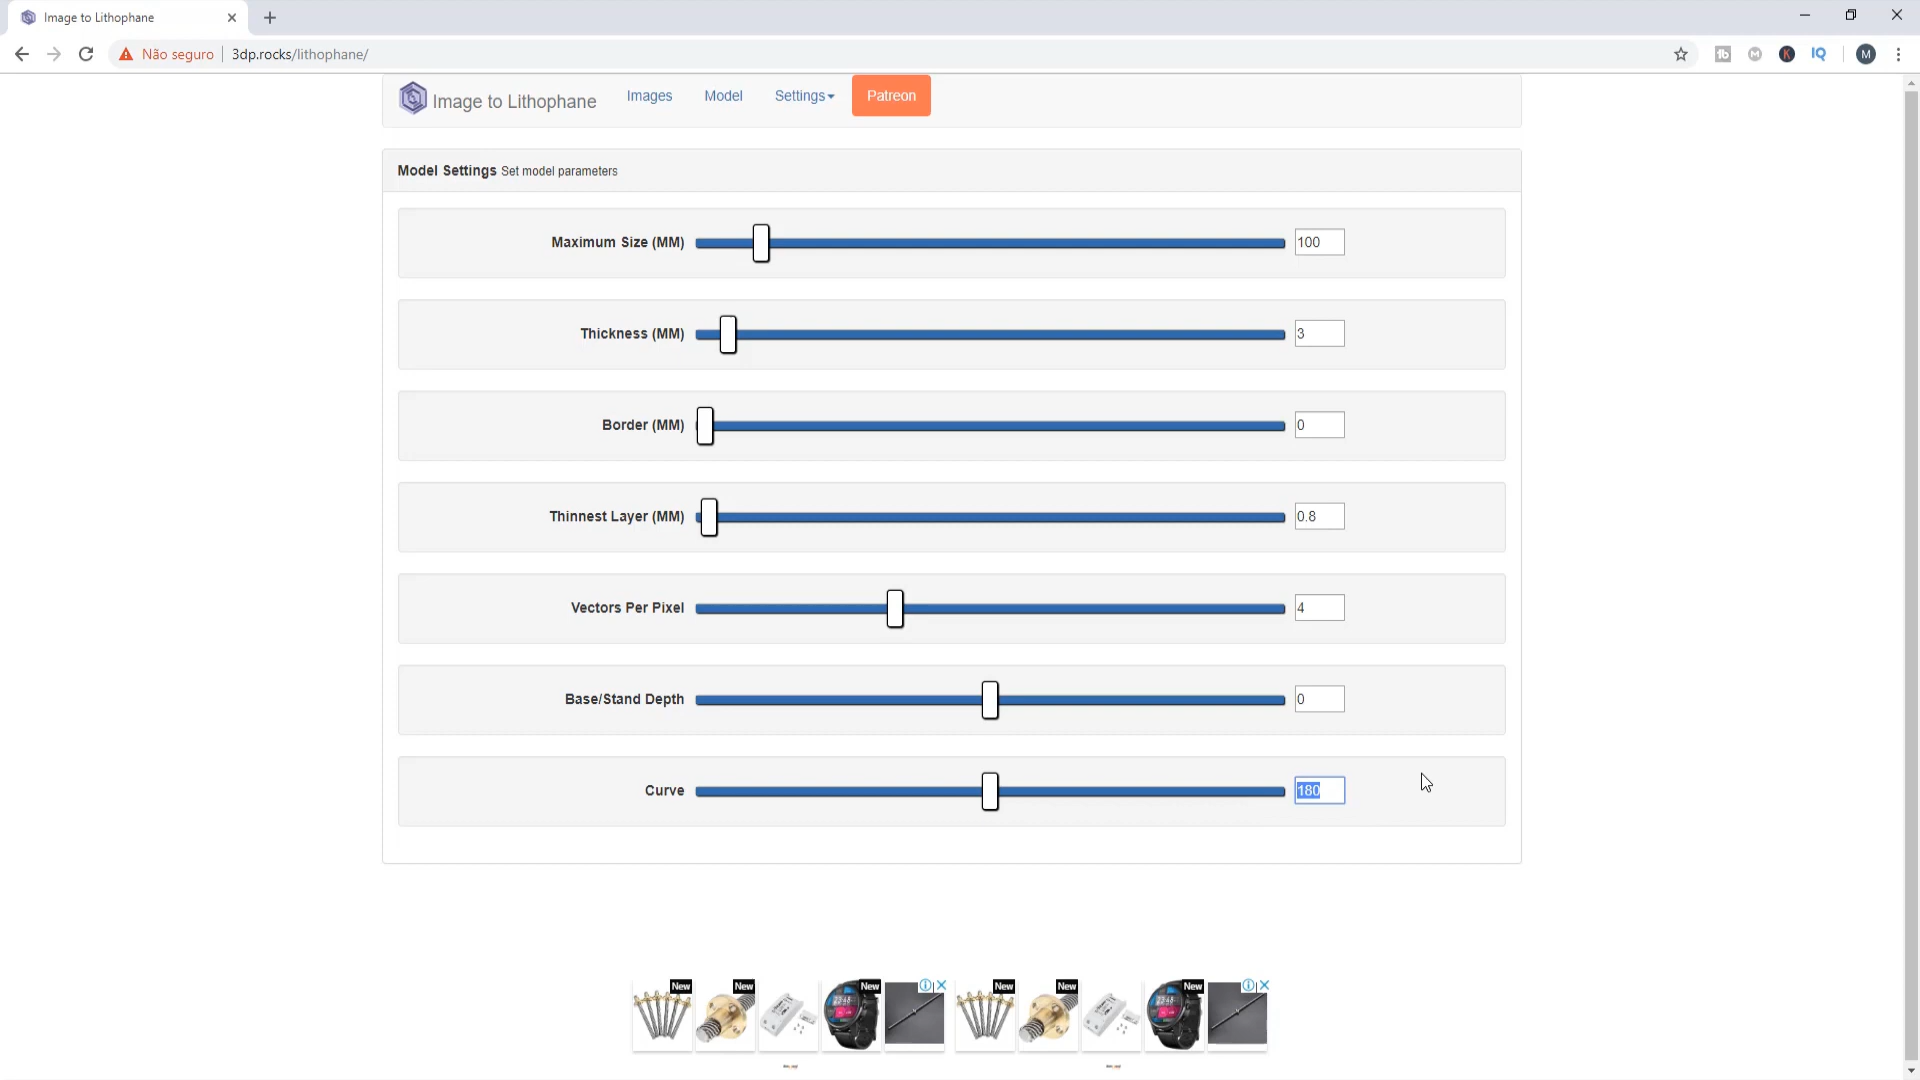 Image to Lithophane
Não seguro 3dp.rocks/lithophane/
IQ M
Image to Lithophane Images Model Settings Patreon
Model Settings Set model parameters
Maximum Size (MM) 100
Thickness (MM) 3
Border (MM) 0
Thinnest Layer (MM) 0.8
Vectors Per Pixel 4
Base/Stand Depth 0
Curve 180
New New New New New New